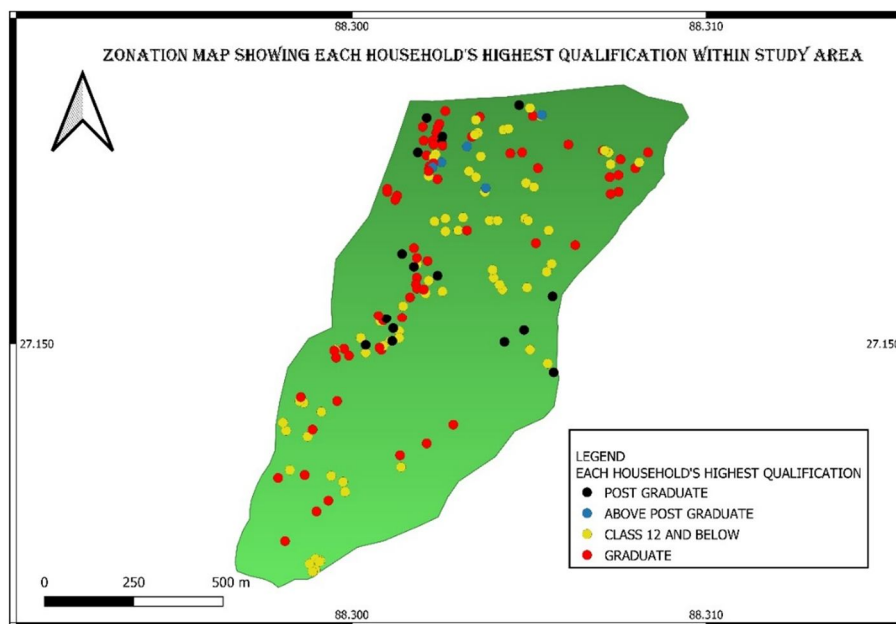 88.300 88.310
ZONATION MAP SHOWING EACH HOUSEHOLD'S HIGHEST QUALIFICATION WITHIN STUDY AREA
27.150 27.150
LEGEND
EACH HOUSEHOLD'S HIGHEST QUALIFICATION
POST GRADUATE
ABOVE POST GRADUATE
CLASS 12 AND BELOW
GRADUATE
0 250 500 m
88.300 88.310